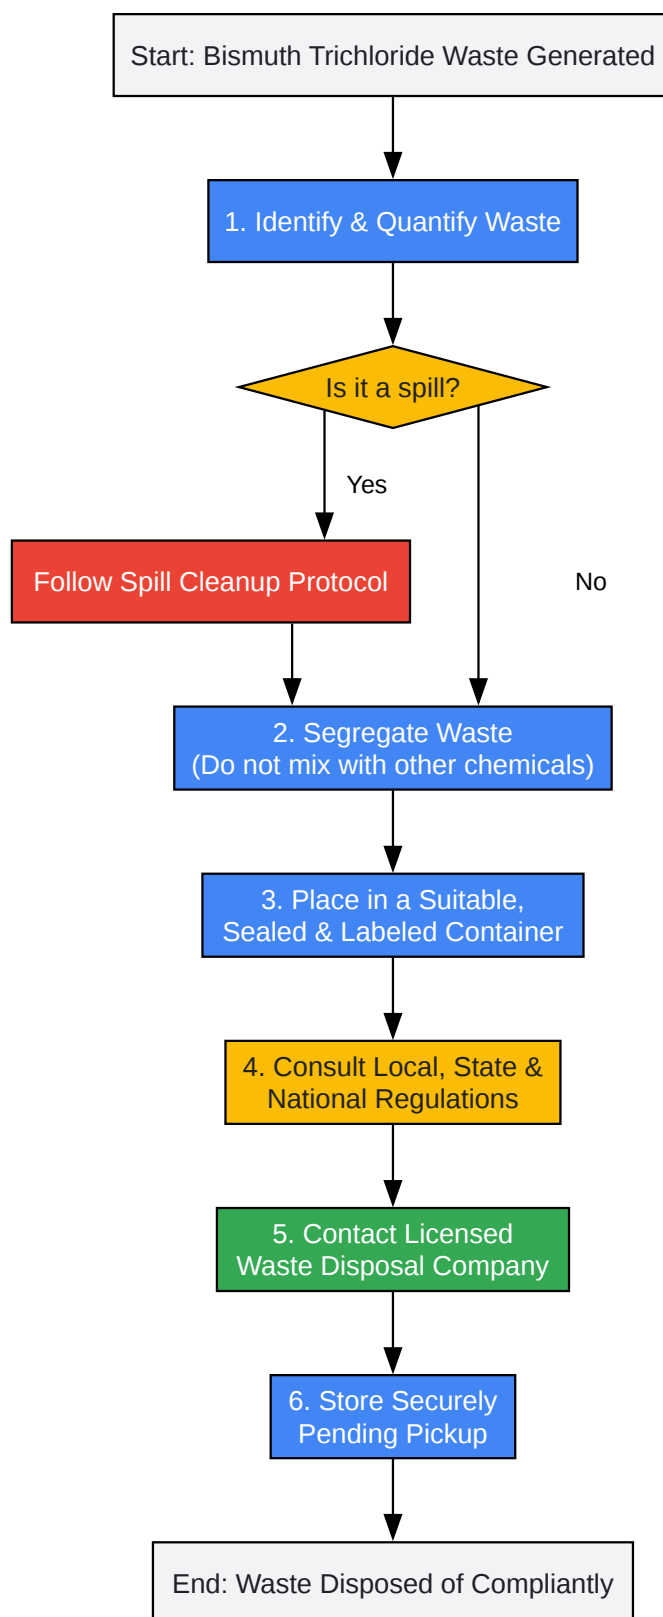 Start: Bismuth Trichloride Waste Generated
1. Identify & Quantify Waste
Is it a spill?
Yes
Follow Spill Cleanup Protocol
No
2. Segregate Waste
(Do not mix with other chemicals)
3. Place in a Suitable,
Sealed & Labeled Container
4. Consult Local, State &
National Regulations
5. Contact Licensed
Waste Disposal Company
6. Store Securely
Pending Pickup
End: Waste Disposed of Compliantly